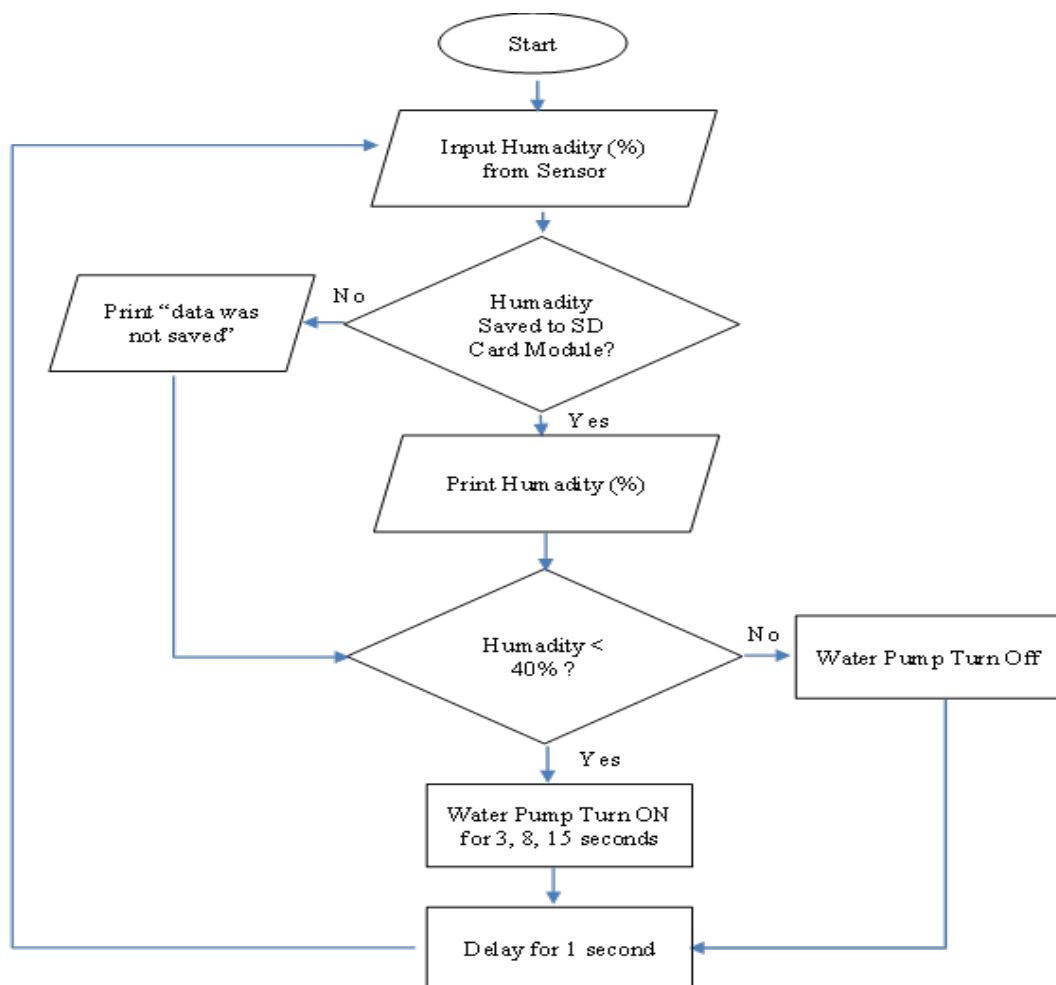 Start
Input Humadity (%)
from Sensor
No
Humadity
Saved to SD
Card Module?
Print “data was
not saved”
Yes
Print Humadity (%)
Humadity <
40% ?
No
Water Pump Turn Off
Yes
Water Pump Turn ON
for 3, 8, 15 seconds
Delay for 1 second